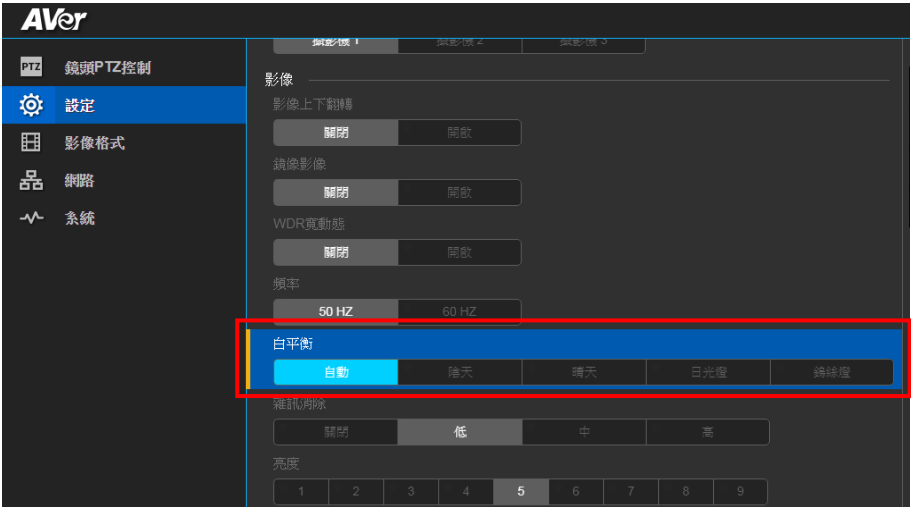 AVer
攝影機 1 攝影機 2 攝影機 3
PTZ 鏡頭PTZ控制
設定
影像格式
網路
系統
影像
影像上下翻轉
關閉 開啟
鏡像影像
關閉 開啟
WDR寬動態
關閉 開啟
頻率
50 HZ 60 HZ
白平衡
自動 陰天 晴天 日光燈 鎢絲燈
雜訊消除
關閉 低 中 高
亮度
1 2 3 4 5 6 7 8 9